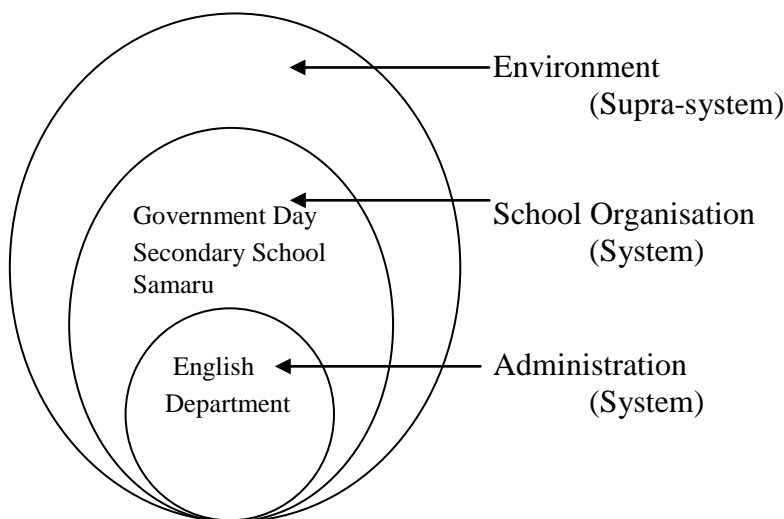 Environment
(Supra-system)
Government Day
Secondary School
Samaru
School Organisation
(System)
English
Department
Administration
(System)